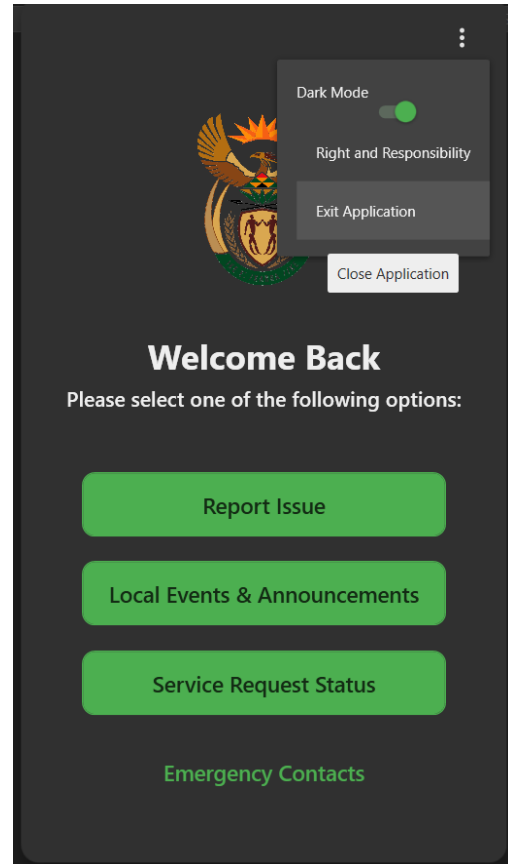 Dark Mode
Right and Responsibility
Exit Application
Close Application
Welcome Back
Please select one of the following options:
Report Issue
Local Events & Announcements
Service Request Status
Emergency Contacts